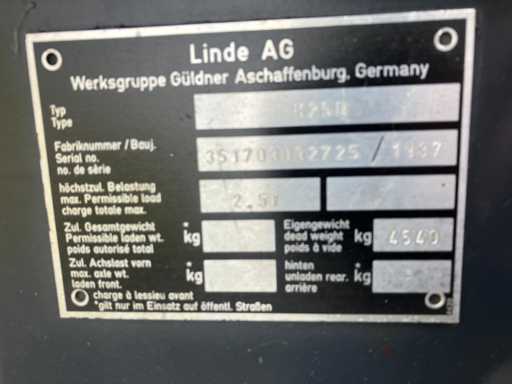 Linde AG
Werksgruppe Güldner Aschaffenburg, Germany
Typ
Type
Fabriknummer / Bauj.
Serial no.
no. de série
höchstzul. Belastung
max. Permissible load 2.5t
charge totale max.
Zul. Gesamtgewicht *
Permissible laden wt. kg
poids autorisé total
Eigengewicht
dead weight kg 4540
poids à vide
Zul. Achslast vorn *
max. axle wt. kg
laden front.
charge à lessieu avant
hinten *
unladen rear. kg
arrière
*gilt nur im Einsatz auf öffentl. Straßen